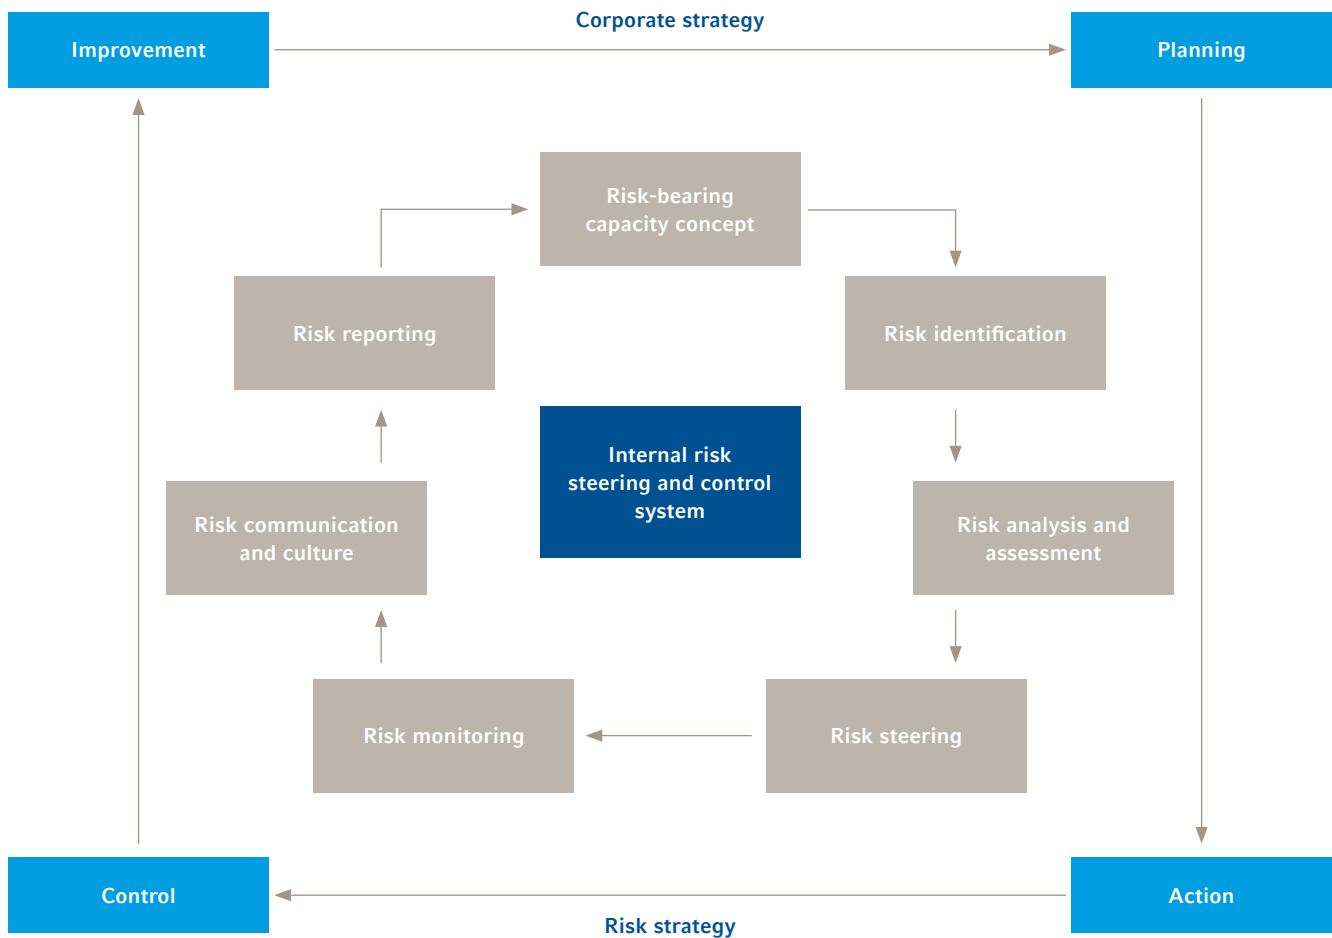 Corporate strategy
Improvement
Planning
Risk-bearing
capacity concept
Risk reporting
Risk identification
Internal risk
steering and control
system
Risk communication
and culture
Risk analysis and
assessment
Risk monitoring
Risk steering
Control
Action
Risk strategy